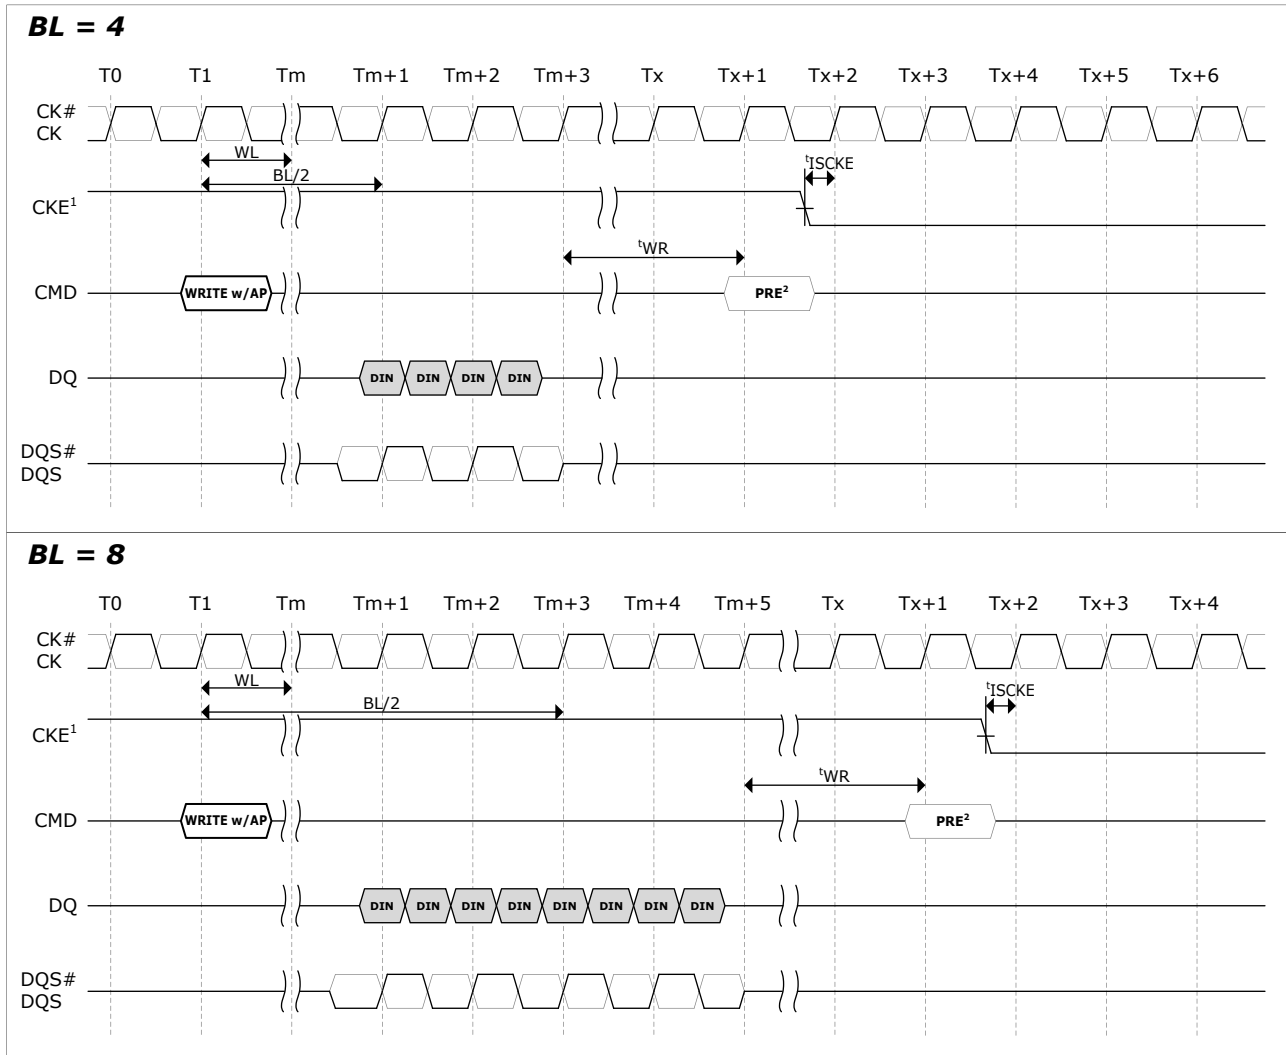 BL = 4
T0 T1 Tm Tm+1 Tm+2 Tm+3 Tx Tx+1 Tx+2 Tx+3 Tx+4 Tx+5 Tx+6
CK#
CK
WL
tISCKE
BL/2
CKE1
tWR
CMD WRITE w/AP PRE2
DQ DIN DIN DIN DIN
DQS#
DQS
BL = 8
T0 T1 Tm Tm+1 Tm+2 Tm+3 Tm+4 Tm+5 Tx Tx+1 Tx+2 Tx+3 Tx+4
CK#
CK
WL
tISCKE
BL/2
CKE1
tWR
CMD WRITE w/AP PRE2
DQ DIN DIN DIN DIN DIN DIN DIN DIN
DQS#
DQS